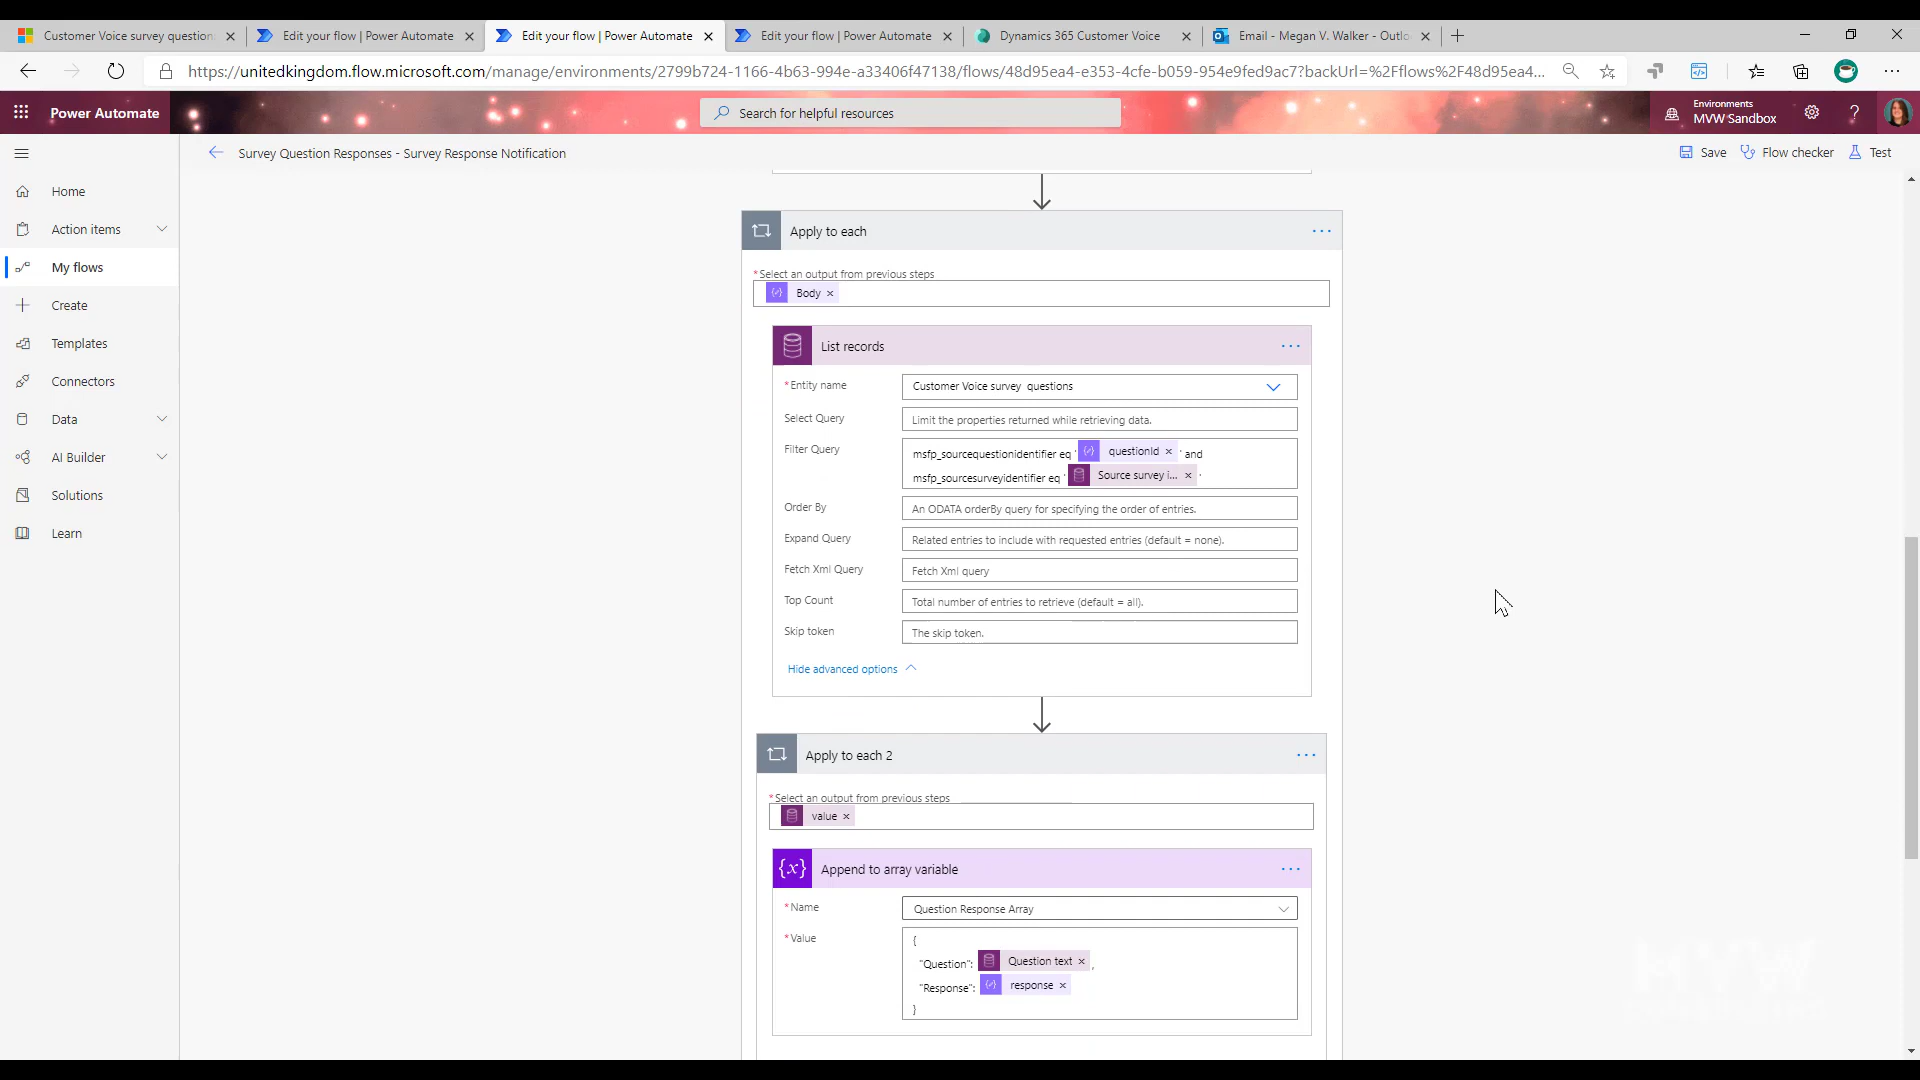 Customer Voice survey question
Edit your flow | Power Automate
Edit your flow | Power Automate
Edit your flow | Power Automate
Dynamics 365 Customer Voice
Email - Megan V. Walker - Outlo
https://unitedkingdom.flow.microsoft.com/manage/environments/2799b724-1166-4b63-994e-a33406f47138/flows/48d95ea4-e353-4cfe-b059-954e9fed9ac7?backUrl=%2Fflows%2F48d95ea4...
Power Automate
Search for helpful resources
Environments
MVW Sandbox
Survey Question Responses - Survey Response Notification
Save
Flow checker
Test
Home
Action items
My flows
Create
Templates
Connectors
Data
AI Builder
Solutions
Learn
Apply to each
*Select an output from previous steps
Body
List records
*Entity name
Customer Voice survey  questions
Select Query
Limit the properties returned while retrieving data.
Filter Query
msfp_sourcequestionidentifier eq ' questionId ' and
msfp_sourcesurveyidentifier eq ' Source survey i... '
Order By
An ODATA orderBy query for specifying the order of entries.
Expand Query
Related entries to include with requested entries (default = none).
Fetch Xml Query
Fetch Xml query
Top Count
Total number of entries to retrieve (default = all).
Skip token
The skip token.
Hide advanced options
Apply to each 2
*Select an output from previous steps
value
Append to array variable
*Name
Question Response Array
*Value
{
"Question": Question text ,
"Response": response
}